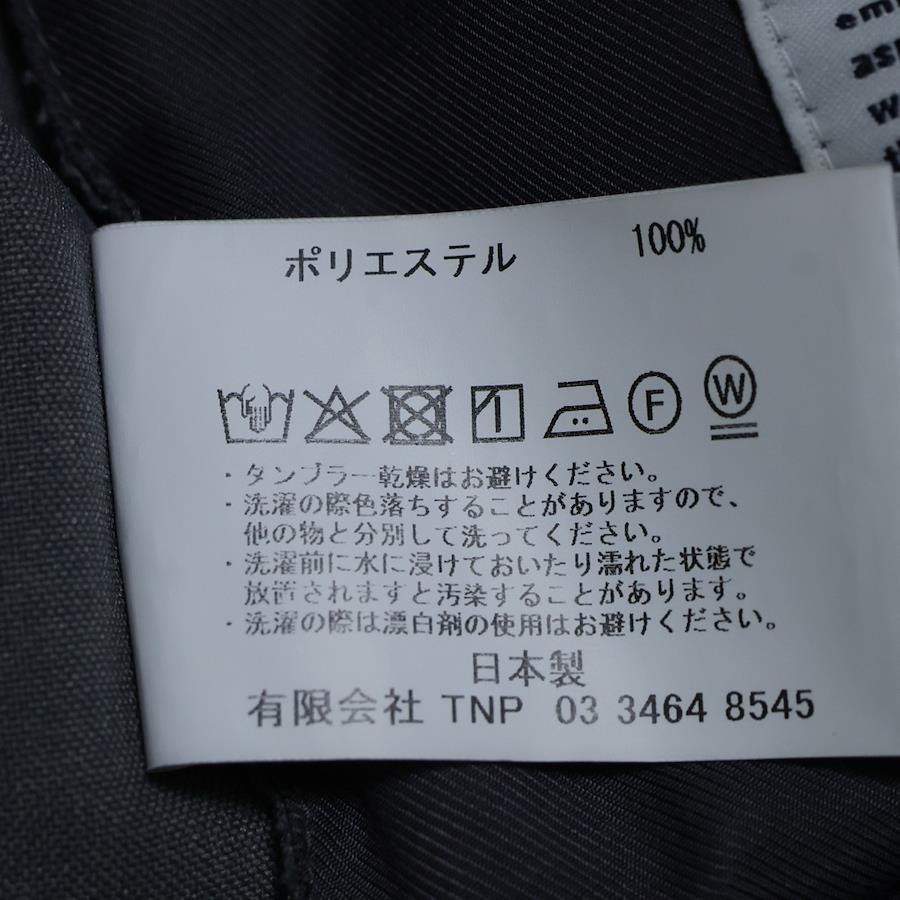 ポリエステル 100%
F W
・タンブラー乾燥はお避けください。
・洗濯の際色落ちすることがありますので、
他の物と分別して洗ってください。
・洗濯前に水に浸けておいたり濡れた状態で
放置されますと汚染することがあります。
・洗濯の際は漂白剤の使用はお避けください。
日本製
有限会社 TNP 03 3464 8545